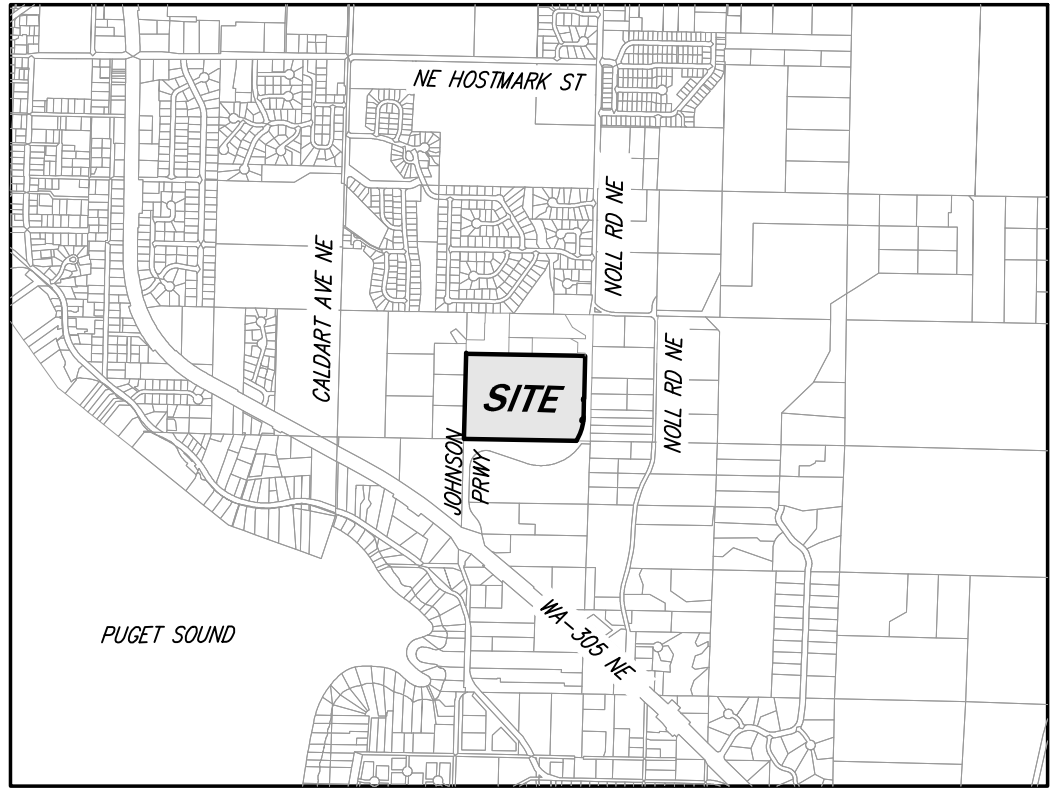 NE HOSTMARK ST
NOLL RD NE
CALDART AVE NE
NOLL RD NE
SITE
JOHNSON
PRWY
WA-305 NE
PUGET SOUND